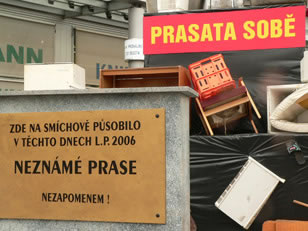 PRASATA SOBĚ
ZDE NA SMÍCHOVĚ PŮSOBILO
V TĚCHTO DNECH L.P. 2006
NEZNÁMÉ PRASE
NEZAPOMENEM !